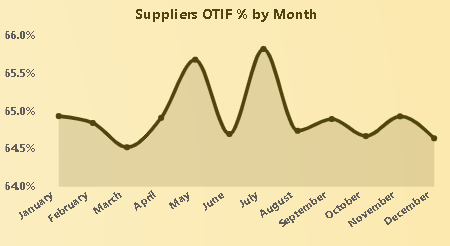 Suppliers OTIF % by Month
66.0%
65.5%
65.0%
64.5%
64.0%
January
February
March
April
May
June
July
August
September
October
November
December